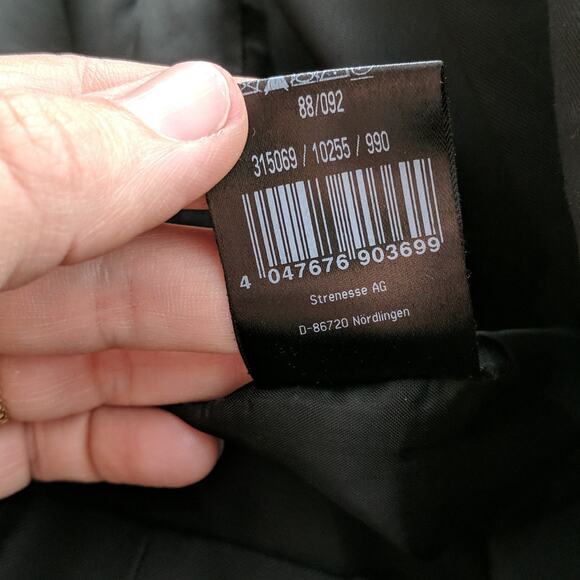 88/092
315069 / 10255 / 990
4 047676 903699
Strenesse AG
D-86720 Nördlingen